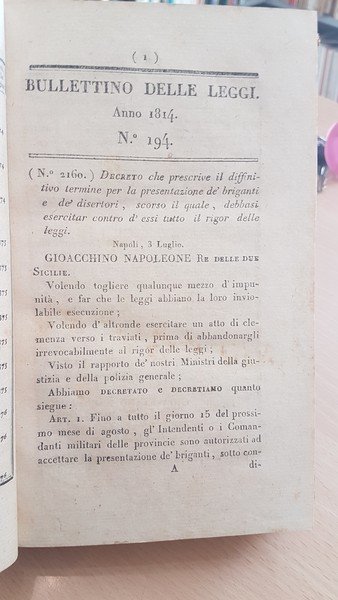 ( 1 )
BULLETTINO DELLE LEGGI.
Anno 1814.
N.º 194.
( N.º 2160. ) DECRETO che prescrive il diffini-
tivo termine per la presentazione de' briganti
e de' disertori, scorso il quale, debbasi
esercitar contro d' essi tutto il rigor delle
leggi.
Napoli, 3 Luglio.
GIOACCHINO NAPOLEONE RE DELLE DUE
SICILIE.
Volendo togliere qualunque mezzo d' impu-
nità, e far che le leggi abbiano la loro invio-
labile esecuzione;
Volendo d' altronde esercitare un atto di cle-
menza verso i traviati, prima di abbandonargli
irrevocabilmente al rigor delle leggi;
Visto il rapporto de' nostri Ministri della giu-
stizia e della polizia generale;
Abbiamo DECRETATO e DECRETIAMO quanto
siegue:
ART. 1. Fino a tutto il giorno 15 del prossi-
mo mese di agosto, gl' Intendenti o i Coman-
danti militari delle provincie sono autorizzati ad
accettare la presentazione de' briganti, sotto con-
A di-